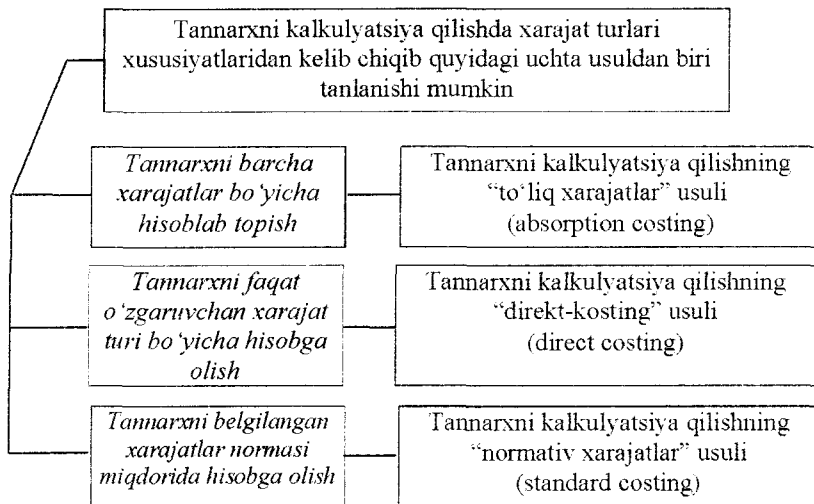 Tannarxni kalkulyatsiya qilishda xarajat turlari
xususiyatlaridan kelib chiqib quyidagi uchta usuldan biri
tanlanishi mumkin
Tannarxni barcha
xarajatlar bo‘yicha
hisoblab topish
Tannarxni kalkulyatsiya qilishning
“to‘liq xarajatlar” usuli
(absorption costing)
Tannarxni faqat
o‘zgaruvchan xarajat
turi bo‘yicha hisobga
olish
Tannarxni kalkulyatsiya qilishning
“direkt-kosting” usuli
(direct costing)
Tannarxni belgilangan
xarajatlar normasi
miqdorida hisobga olish
Tannarxni kalkulyatsiya qilishning
“normativ xarajatlar” usuli
(standard costing)